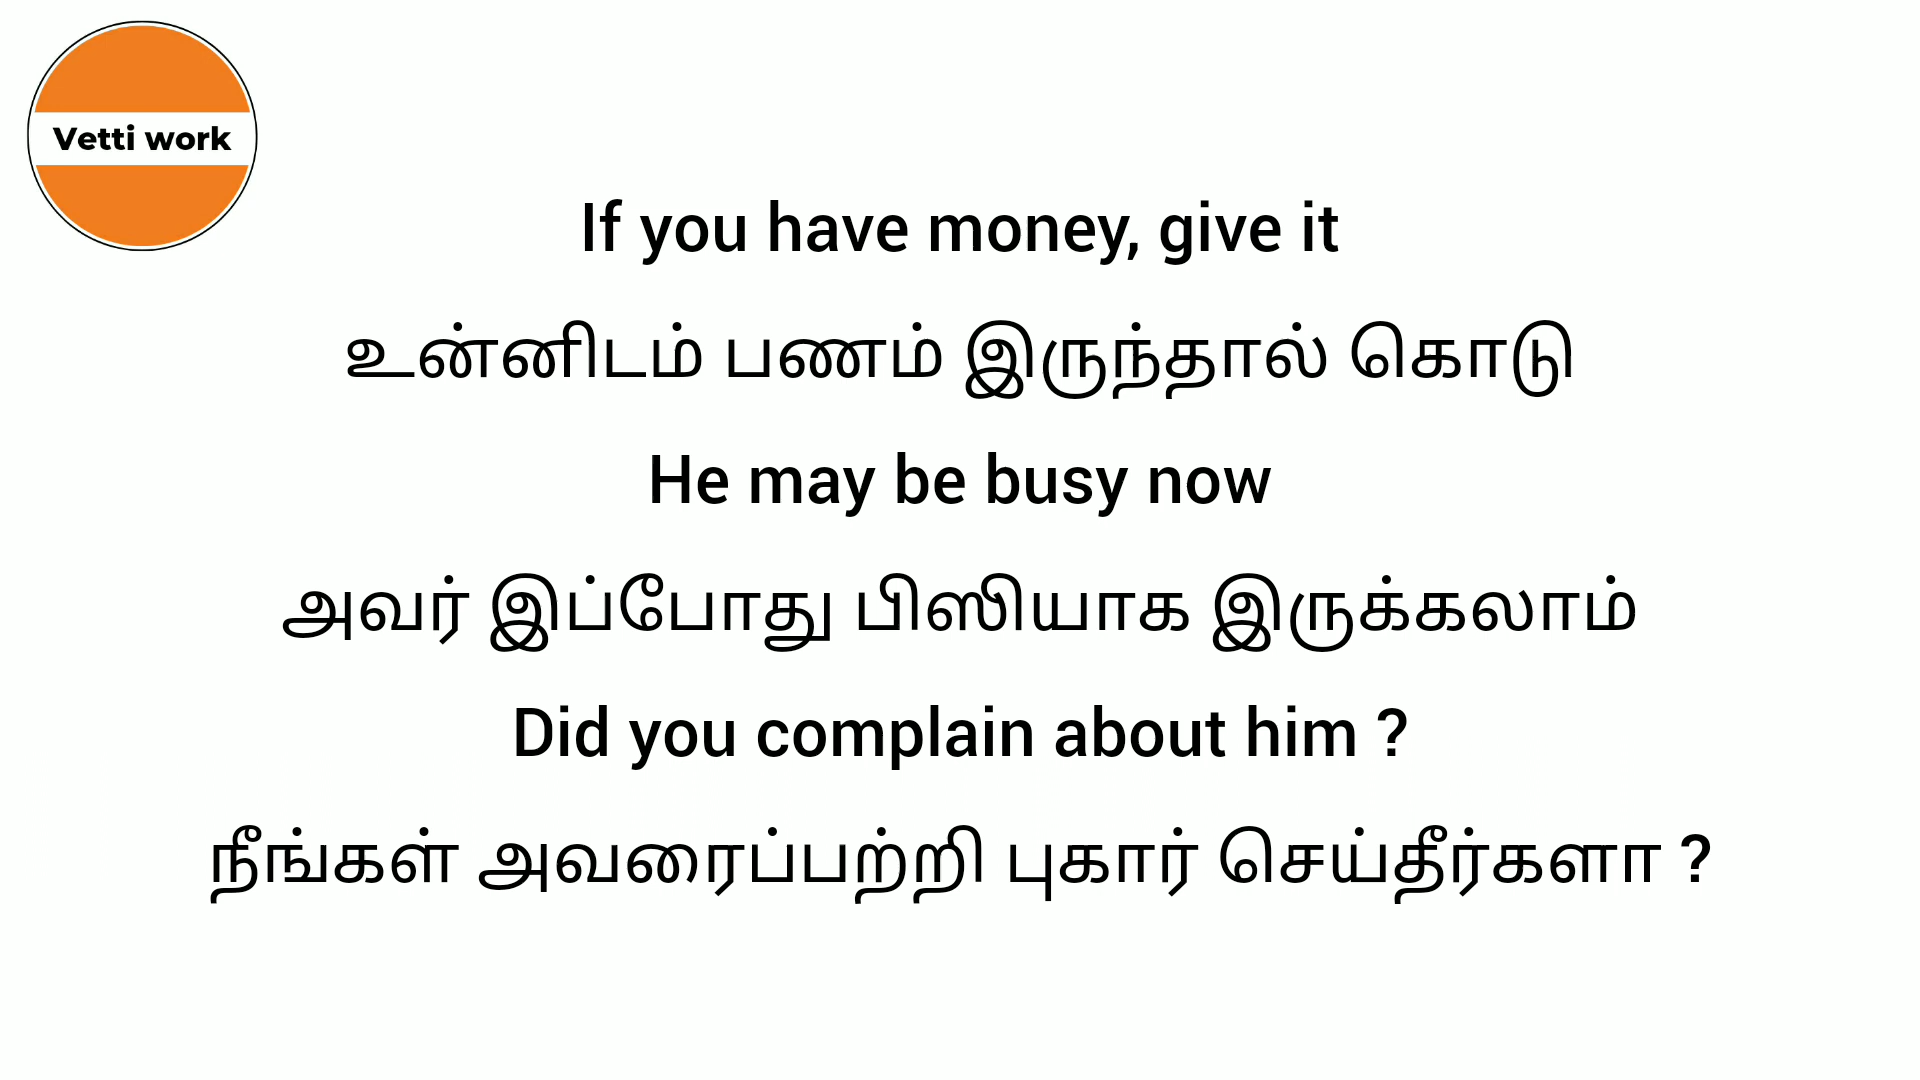 Vetti work
If you have money, give it
உன்னிடம் பணம் இருந்தால் கொடு
He may be busy now
அவர் இப்போது பிஸியாக இருக்கலாம்
Did you complain about him ?
நீங்கள் அவரைப்பற்றி புகார் செய்தீர்களா ?